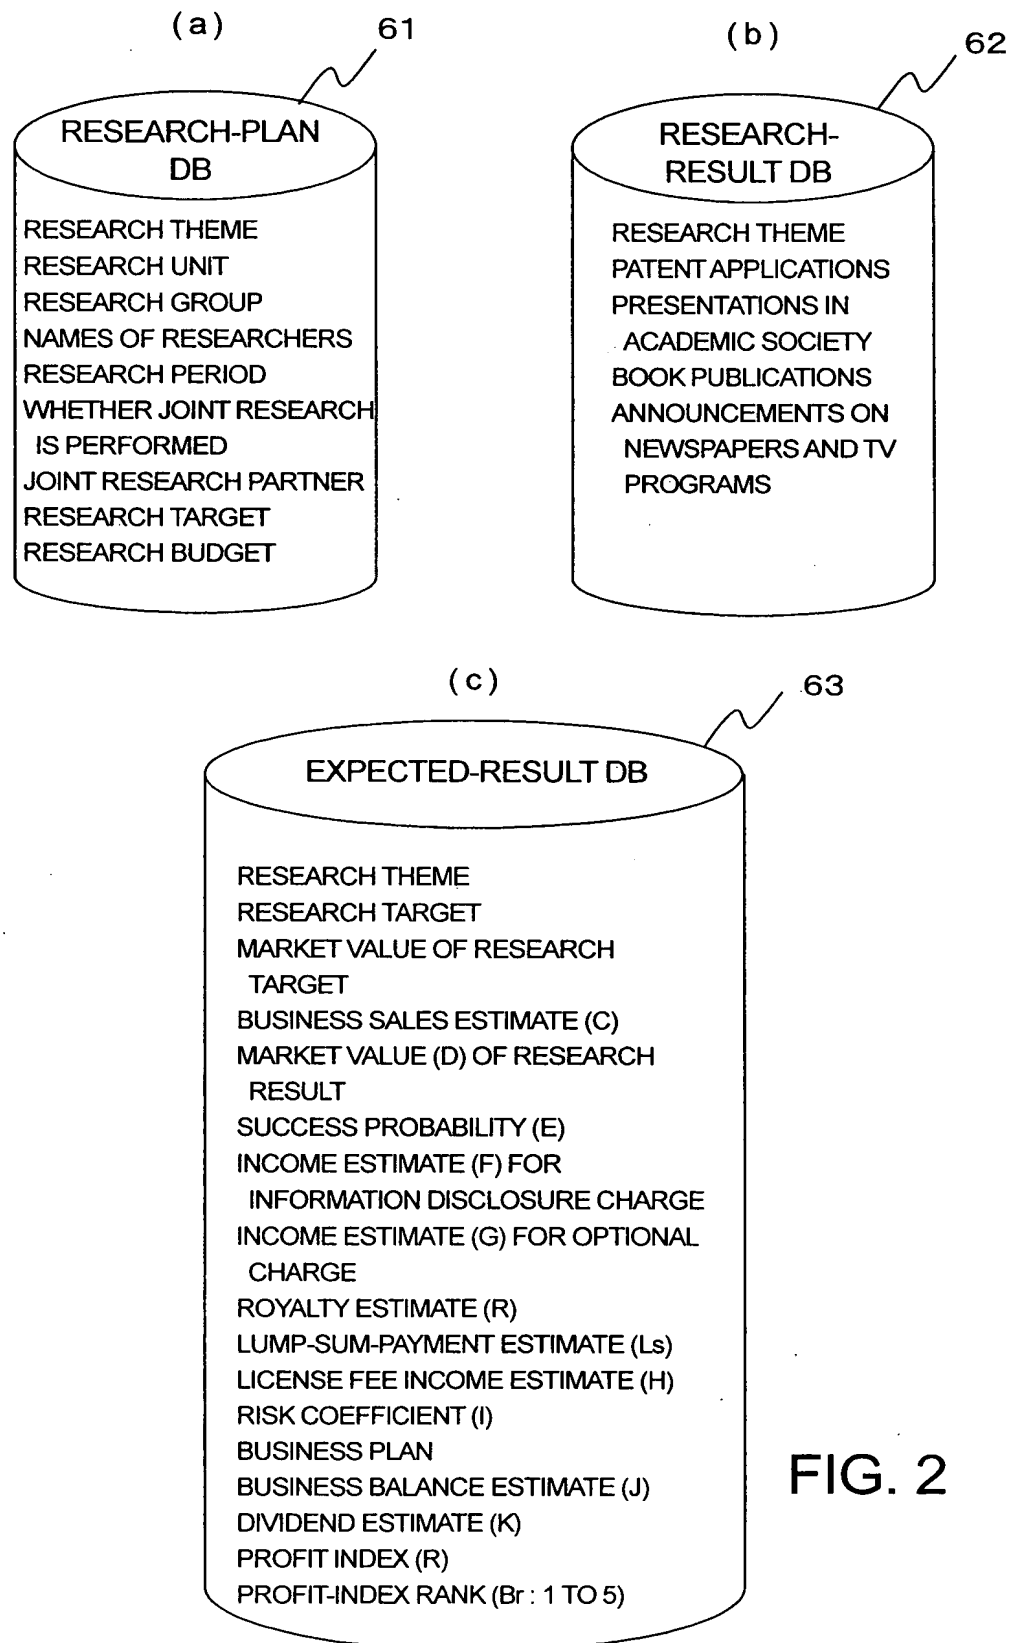 (a)
61
RESEARCH-PLAN
DB
RESEARCH THEME
RESEARCH UNIT
RESEARCH GROUP
NAMES OF RESEARCHERS
RESEARCH PERIOD
WHETHER JOINT RESEARCH
IS PERFORMED
JOINT RESEARCH PARTNER
RESEARCH TARGET
RESEARCH BUDGET
(b)
62
RESEARCH-
RESULT DB
RESEARCH THEME
PATENT APPLICATIONS
PRESENTATIONS IN
ACADEMIC SOCIETY
BOOK PUBLICATIONS
ANNOUNCEMENTS ON
NEWSPAPERS AND TV
PROGRAMS
(c)
63
EXPECTED-RESULT DB
RESEARCH THEME
RESEARCH TARGET
MARKET VALUE OF RESEARCH
TARGET
BUSINESS SALES ESTIMATE (C)
MARKET VALUE (D) OF RESEARCH
RESULT
SUCCESS PROBABILITY (E)
INCOME ESTIMATE (F) FOR
INFORMATION DISCLOSURE CHARGE
INCOME ESTIMATE (G) FOR OPTIONAL
CHARGE
ROYALTY ESTIMATE (R)
LUMP-SUM-PAYMENT ESTIMATE (Ls)
LICENSE FEE INCOME ESTIMATE (H)
RISK COEFFICIENT (I)
BUSINESS PLAN
BUSINESS BALANCE ESTIMATE (J)
DIVIDEND ESTIMATE (K)
PROFIT INDEX (R)
PROFIT-INDEX RANK (Br : 1 TO 5)
FIG. 2